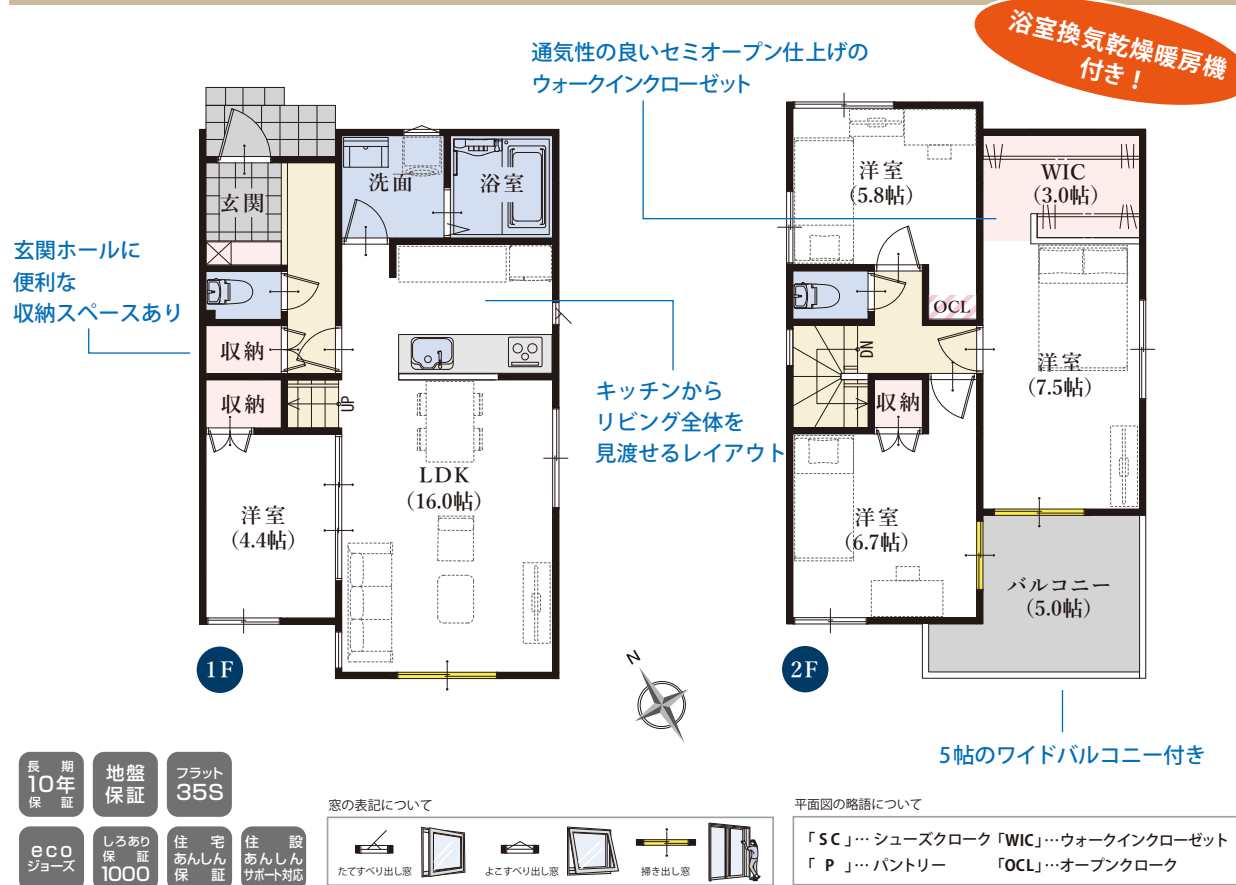 浴室換気乾燥暖房機
付き！
通気性の良いセミオープン仕上げの
ウォークインクローゼット
玄関ホールに
便利な
収納スペースあり
キッチンから
リビング全体を
見渡せるレイアウト
玄関
洗面
浴室
収納
収納
UP
LDK
（16.0帖）
洋室
（4.4帖）
1F
洋室
（5.8帖）
WIC
（3.0帖）
OCL
DN
洋室
（7.5帖）
収納
洋室
（6.7帖）
バルコニー
（5.0帖）
2F
N
5帖のワイドバルコニー付き
長期
10年
保証
地盤
保証
フラット
35S
eco
ジョーズ
しろあり
保証
1000
住宅
あんしん
保証
住設
あんしん
サポート対応
窓の表記について
たてすべり出し窓
よこすべり出し窓
掃き出し窓
平面図の略語について
「SC」…シューズクローク「WIC」…ウォークインクローゼット
「P」…パントリー 「OCL」…オープンクローク